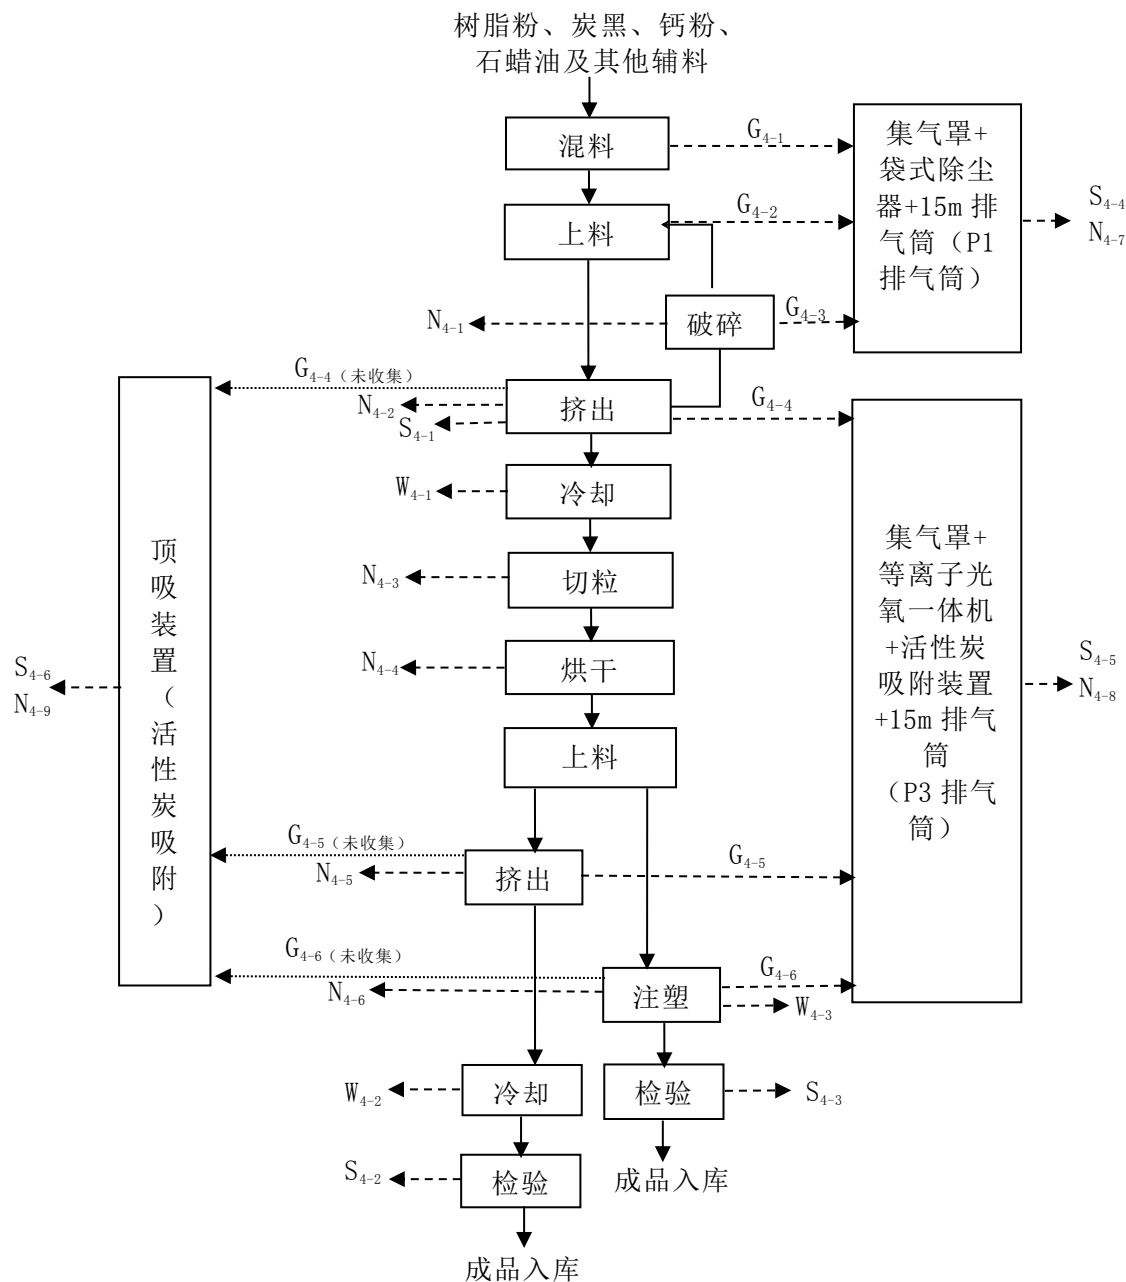 树脂粉、炭黑、钙粉、
石蜡油及其他辅料
混料
G4-1
集气罩+
袋式除尘
器+15m 排
气筒（P1
排气筒）
S4-4
N4-7
上料
G4-2
N4-1
破碎
G4-3
G4-4（未收集）
N4-2
S4-1
挤出
G4-4
W4-1
冷却
N4-3
切粒
N4-4
烘干
上料
顶
吸
装
置
（
活
性
炭
吸
附
）
S4-6
N4-9
集气罩+
等离子光
氧一体机
+活性炭
吸附装置
+15m 排气
筒
（P3 排气
筒）
S4-5
N4-8
G4-5（未收集）
N4-5
挤出
G4-5
G4-6（未收集）
N4-6
注塑
G4-6
W4-3
W4-2
冷却
检验
S4-3
S4-2
检验
成品入库
成品入库